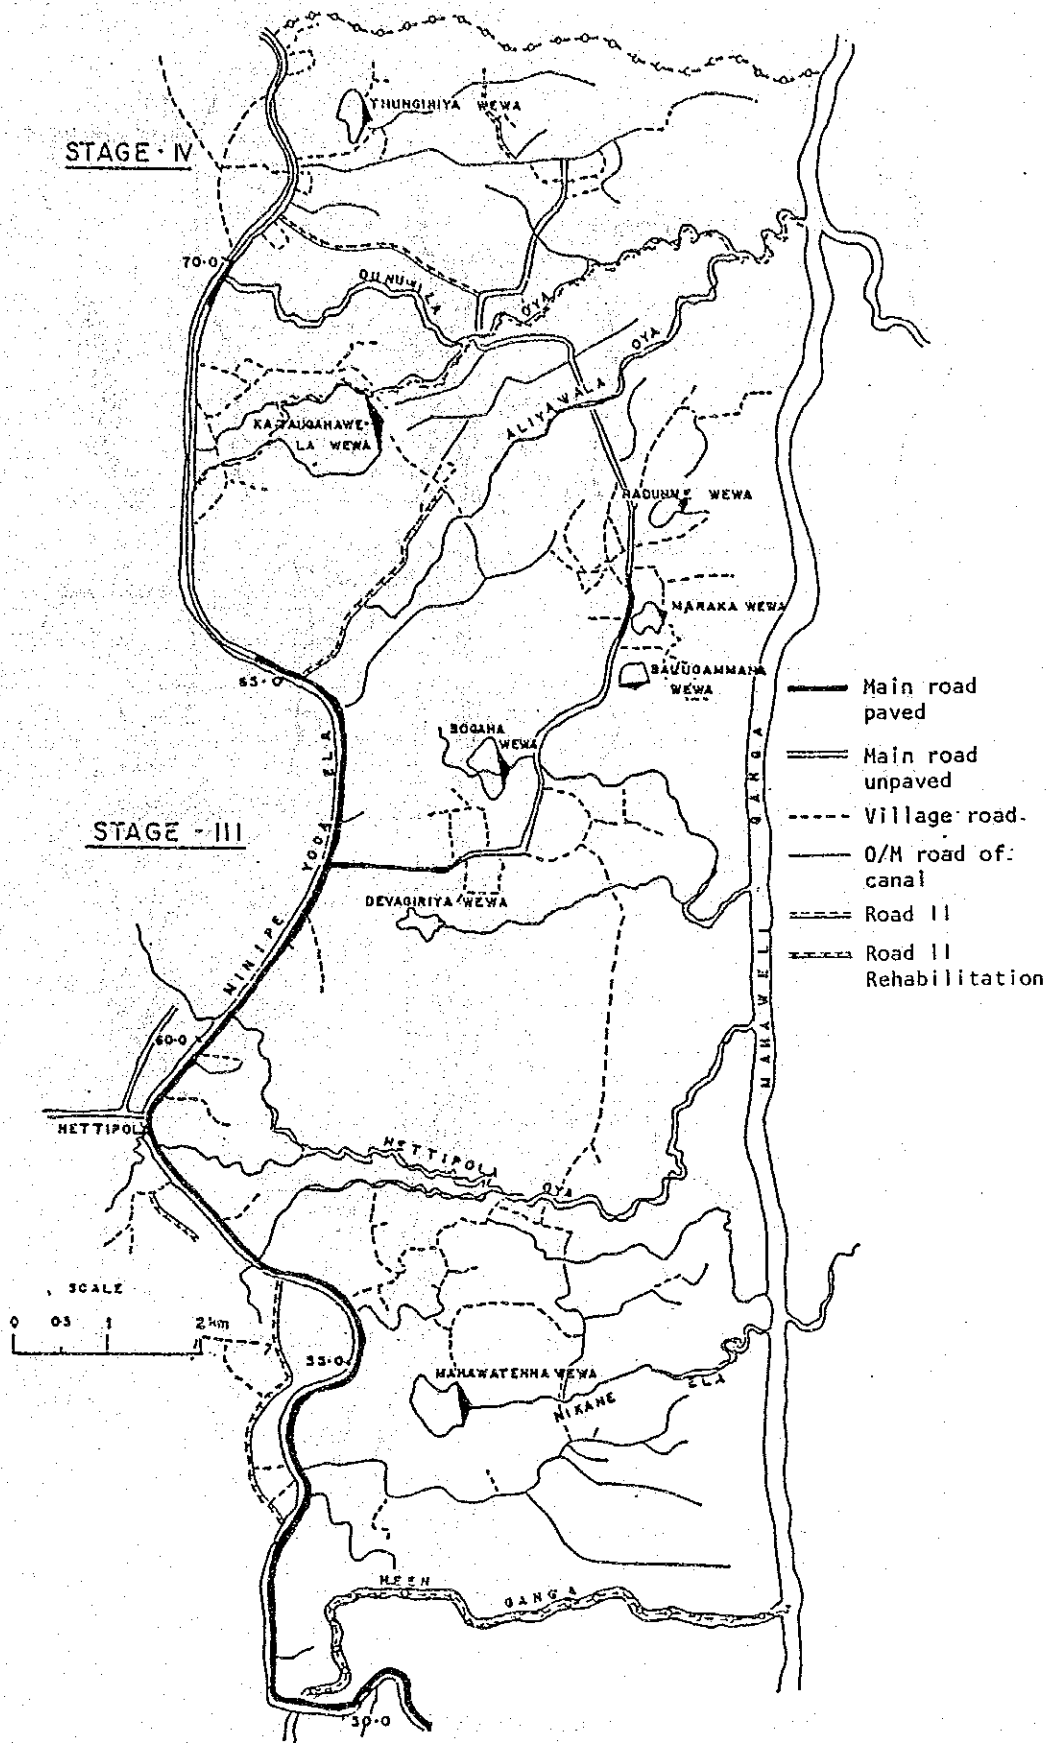 THUNGIRIYA WEWA
STAGE - IV
70·0
OYA
ALIYAWALA OYA
LA WEWA
WEWA
MARAKA WEWA
WEWA
65·0
Main road
paved
BOGAHA
WEWA
Main road
unpaved
Village road
STAGE - III
O/M road of
canal
DEVAGIRIYA WEWA
Road II
Road II
Rehabilitation
MINIPE YODA ELA
MAHAWELI GANGA
60·0
HETTIPOLA
HETTIPOLA OYA
SCALE
0 0.5 1 2 km
55·0
MAHAWATENNA WEWA
NIKANE ELA
HEEN GANGA
50·0